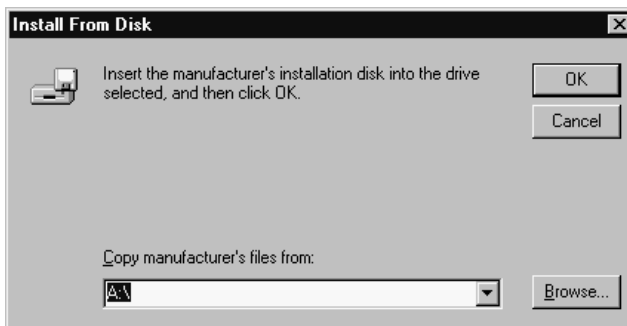 Install From Disk
Insert the manufacturer's installation disk into the drive
selected, and then click OK.
OK
Cancel
Copy manufacturer's files from:
A:\
Browse...